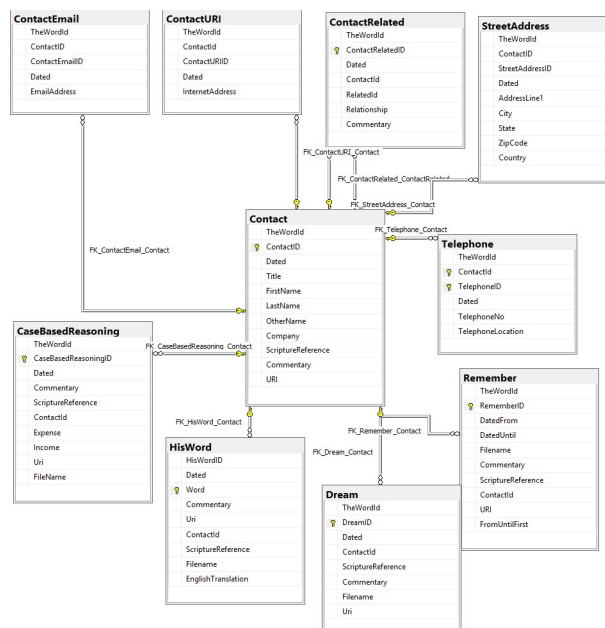 ContactEmail
TheWordId
ContactID
ContactEmailID
Dated
EmailAddress
ContactURI
TheWordId
ContactId
ContactURIID
Dated
InternetAddress
ContactRelated
TheWordId
ContactRelatedID
Dated
ContactId
RelatedId
Relationship
Commentary
StreetAddress
TheWordId
ContactID
StreetAddressID
Dated
AddressLine1
City
State
ZipCode
Country
FK_ContactURI_Contact
FK_ContactRelated_ContactRelated
FK_StreetAddress_Contact
FK_Telephone_Contact
FK_ContactEmail_Contact
Contact
TheWordId
ContactID
Dated
Title
FirstName
LastName
OtherName
Company
ScriptureReference
Commentary
URI
Telephone
TheWordId
ContactId
TelephoneID
Dated
TelephoneNo
TelephoneLocation
CaseBasedReasoning
TheWordId
CaseBasedReasoningID
Dated
Commentary
ScriptureReference
ContactId
Expense
Income
Uri
FileName
FK_CaseBasedReasoning_Contact
FK_HisWord_Contact
FK_Remember_Contact
FK_Dream_Contact
Remember
TheWordId
RememberID
DatedFrom
DatedUntil
Filename
Commentary
ScriptureReference
ContactId
URI
FromUntilFirst
HisWord
HisWordID
Dated
Word
Commentary
Uri
ContactId
ScriptureReference
Filename
EnglishTranslation
Dream
TheWordId
DreamID
Dated
ContactId
ScriptureReference
Commentary
Filename
Uri